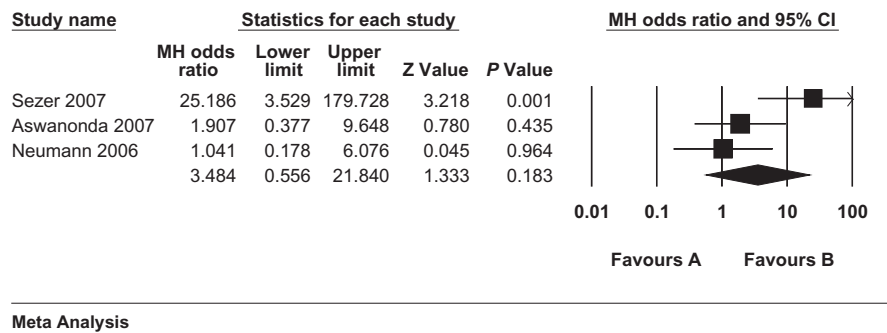 Study name Statistics for each study MH odds ratio and 95% CI
MH odds Lower Upper
ratio limit limit Z Value P Value
Sezer 2007 25.186 3.529 179.728 3.218 0.001
Aswanonda 2007 1.907 0.377 9.648 0.780 0.435
Neumann 2006 1.041 0.178 6.076 0.045 0.964
3.484 0.556 21.840 1.333 0.183
0.01 0.1 1 10 100
Favours A Favours B
Meta Analysis